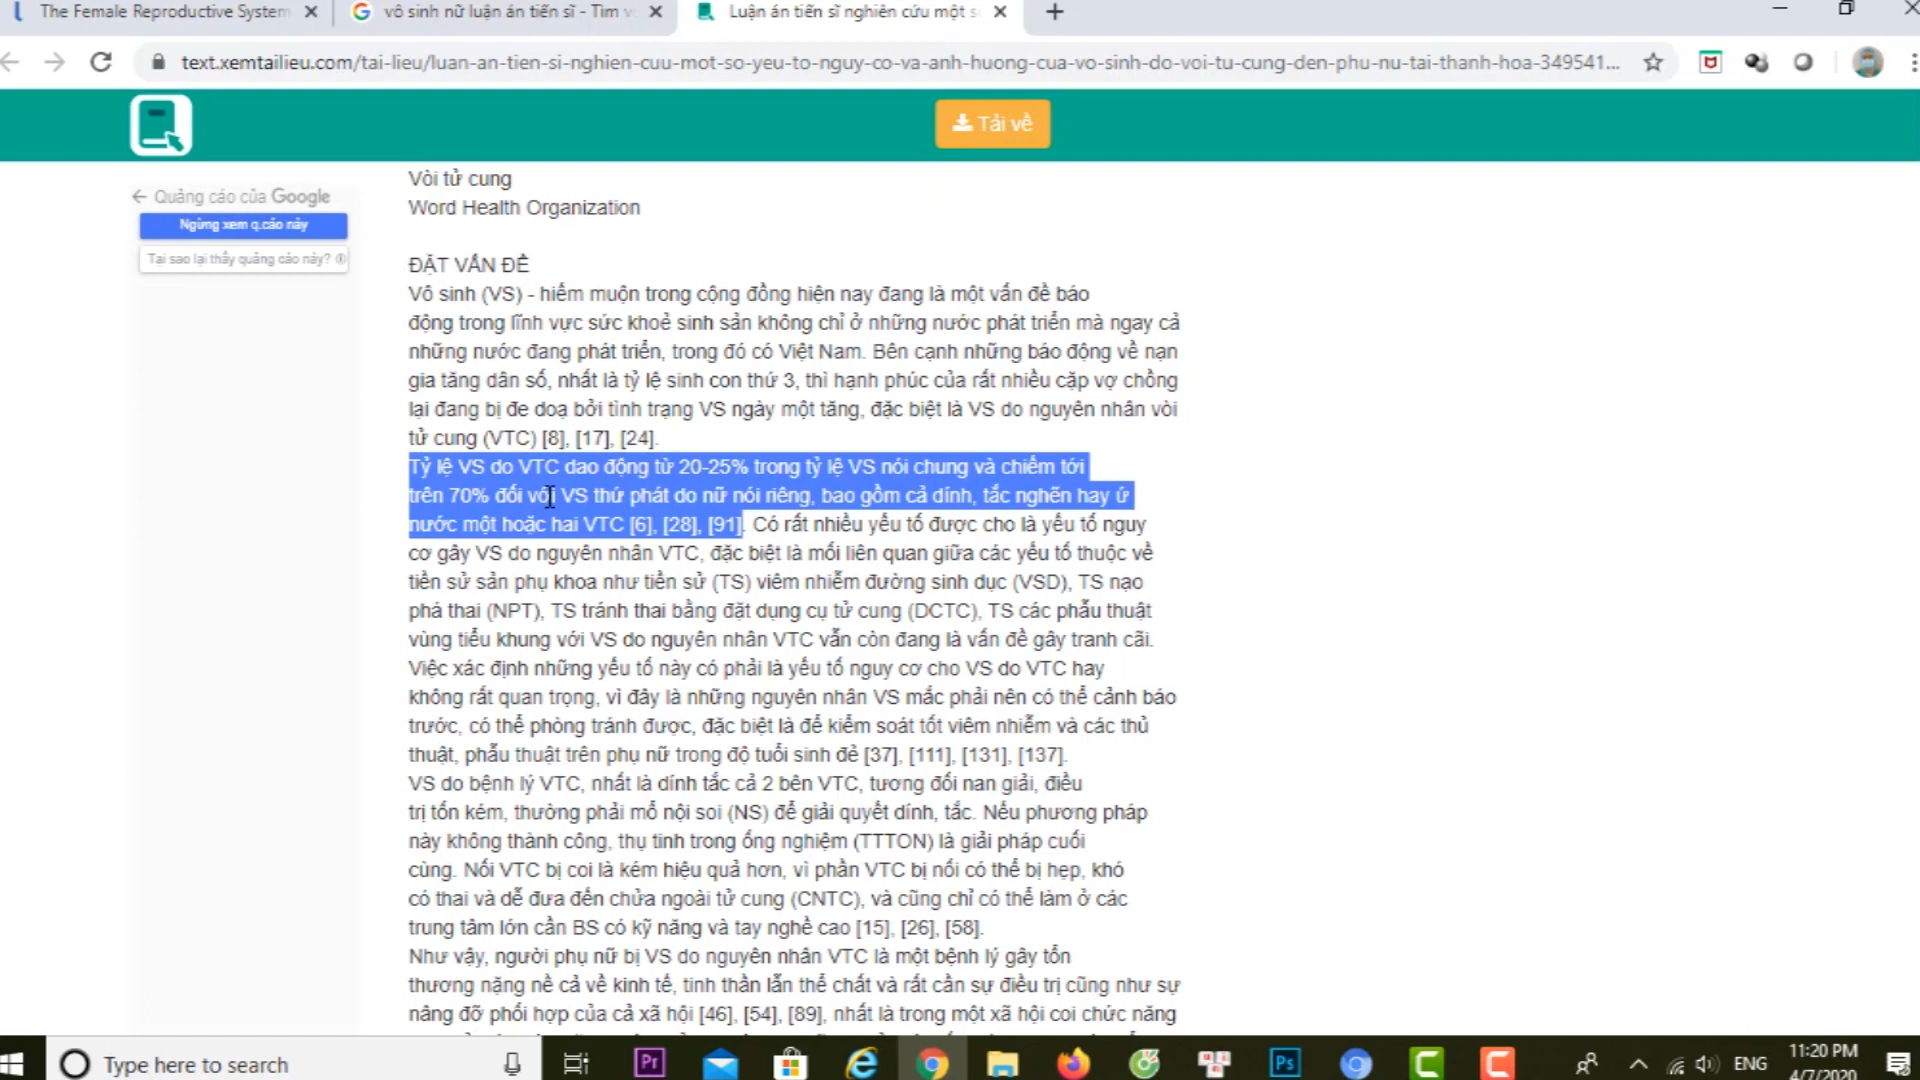 The Female Reproductive System
vô sinh nữ luận án tiến sĩ - Tìm
Luận án tiến sĩ nghiên cứu một
text.xemtailieu.com/tai-lieu/luan-an-tien-si-nghien-cuu-mot-so-yeu-to-nguy-co-va-anh-huong-cua-vo-sinh-do-voi-tu-cung-den-phu-nu-tai-thanh-hoa-349541...
Tải về
Quảng cáo của Google
Ngừng xem q.cáo này
Tại sao lại thấy quảng cáo này?
Vòi tử cung
Word Health Organization
ĐẶT VẤN ĐỀ
Vô sinh (VS) - hiếm muộn trong cộng đồng hiện nay đang là một vấn đề báo
động trong lĩnh vực sức khoẻ sinh sản không chỉ ở những nước phát triển mà ngay cả
những nước đang phát triển, trong đó có Việt Nam. Bên cạnh những báo động về nạn
gia tăng dân số, nhất là tỷ lệ sinh con thứ 3, thì hạnh phúc của rất nhiều cặp vợ chồng
lại đang bị đe doạ bởi tình trạng VS ngày một tăng, đặc biệt là VS do nguyên nhân vòi
tử cung (VTC) [8], [17], [24].
Tỷ lệ VS do VTC dao động từ 20-25% trong tỷ lệ VS nói chung và chiếm tới
trên 70% đối với VS thứ phát do nữ nói riêng, bao gồm cả dính, tắc nghẽn hay ứ
nước một hoặc hai VTC [6], [28], [91]. Có rất nhiều yếu tố được cho là yếu tố nguy
cơ gây VS do nguyên nhân VTC, đặc biệt là mối liên quan giữa các yếu tố thuộc về
tiền sử sản phụ khoa như tiền sử (TS) viêm nhiễm đường sinh dục (VSD), TS nạo
phá thai (NPT), TS tránh thai bằng đặt dụng cụ tử cung (DCTC), TS các phẫu thuật
vùng tiểu khung với VS do nguyên nhân VTC vẫn còn đang là vấn đề gây tranh cãi.
Việc xác định những yếu tố này có phải là yếu tố nguy cơ cho VS do VTC hay
không rất quan trọng, vì đây là những nguyên nhân VS mắc phải nên có thể cảnh báo
trước, có thể phòng tránh được, đặc biệt là để kiểm soát tốt viêm nhiễm và các thủ
thuật, phẫu thuật trên phụ nữ trong độ tuổi sinh đẻ [37], [111], [131], [137].
VS do bệnh lý VTC, nhất là dính tắc cả 2 bên VTC, tương đối nan giải, điều
trị tốn kém, thường phải mổ nội soi (NS) để giải quyết dính, tắc. Nếu phương pháp
này không thành công, thụ tinh trong ống nghiệm (TTTON) là giải pháp cuối
cùng. Nối VTC bị coi là kém hiệu quả hơn, vì phần VTC bị nối có thể bị hẹp, khó
có thai và dễ đưa đến chửa ngoài tử cung (CNTC), và cũng chỉ có thể làm ở các
trung tâm lớn cần BS có kỹ năng và tay nghề cao [15], [26], [58].
Như vậy, người phụ nữ bị VS do nguyên nhân VTC là một bệnh lý gây tổn
thương nặng nề cả về kinh tế, tinh thần lẫn thể chất và rất cần sự điều trị cũng như sự
nâng đỡ phối hợp của cả xã hội [46], [54], [89], nhất là trong một xã hội coi chức năng
Type here to search
Pr
Ps
ENG
11:20 PM
4/7/2020